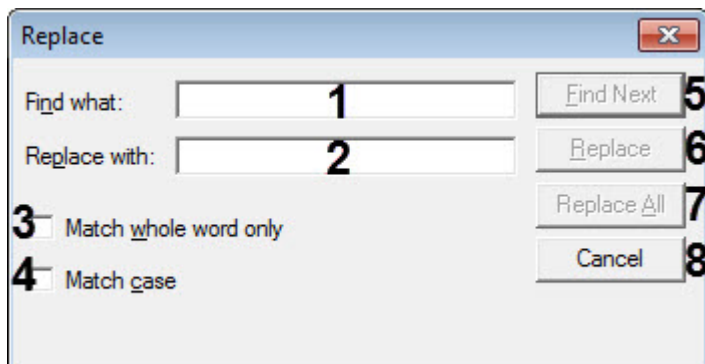 Replace
Find what: 1
Find Next 5
Replace with: 2
Replace 6
Replace All 7
3 Match whole word only
Cancel 8
4 Match case